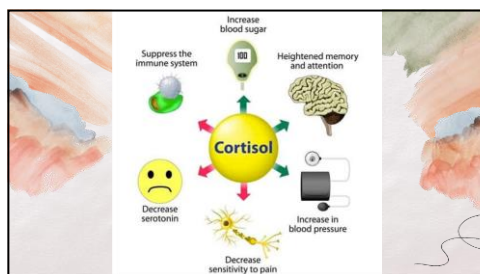 Increase
blood sugar
100
Suppress the
immune system
Heightened memory
and attention
Cortisol
Decrease
serotonin
Increase in
blood pressure
Decrease
sensitivity to pain